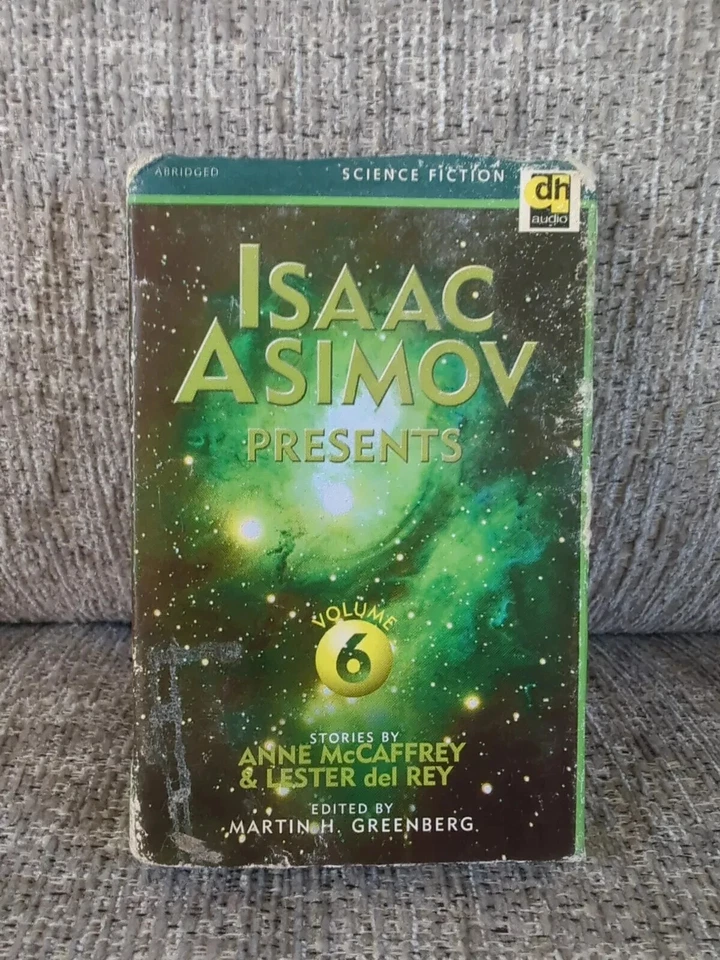 ABRIDGED SCIENCE FICTION
dh
audio
ISAAC
ASIMOV
PRESENTS
VOLUME
6
STORIES BY
ANNE McCAFFREY
& LESTER del REY
EDITED BY
MARTIN H. GREENBERG